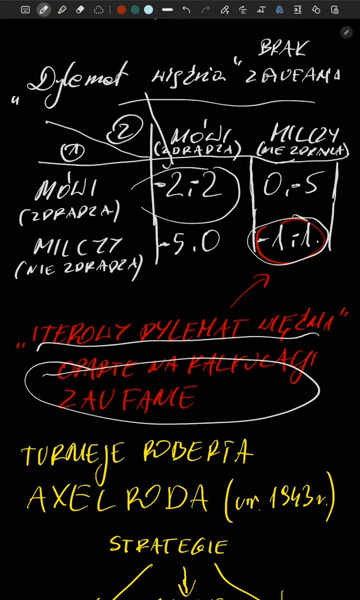 BRAK
"Dylemat więźnia" ZAUFANIA
②
① MÓWI MILCZY
(ZDRADZA) (NIE ZDRADZA)
MÓWI -2,-2 0,-5
(ZDRADZA)
MILCZY -5,0 -1,-1.
(NIE ZDRADZA)
"ITEROWY DYLEMAT WIĘŹNIA"
OPARTE NA KALKULACJI
ZAUFANIE
TURNIEJE ROBERTA
AXELRODA (ur. 1943r.)
STRATEGIE